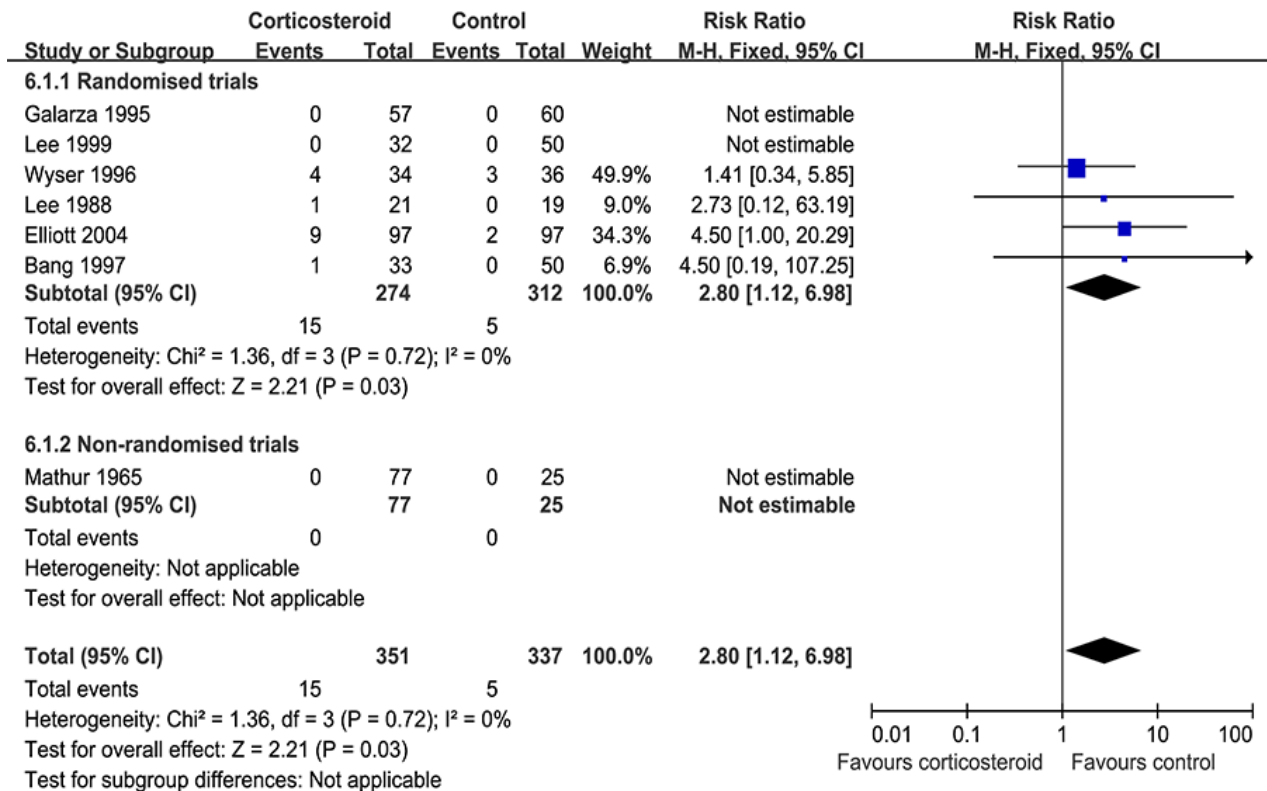 Corticosteroid Control Risk Ratio Risk Ratio
Study or Subgroup Events Total Events Total Weight M-H, Fixed, 95% CI M-H, Fixed, 95% CI
6.1.1 Randomised trials
Galarza 1995 0 57 0 60 Not estimable
Lee 1999 0 32 0 50 Not estimable
Wyser 1996 4 34 3 36 49.9% 1.41 [0.34, 5.85]
Lee 1988 1 21 0 19 9.0% 2.73 [0.12, 63.19]
Elliott 2004 9 97 2 97 34.3% 4.50 [1.00, 20.29]
Bang 1997 1 33 0 50 6.9% 4.50 [0.19, 107.25]
Subtotal (95% CI) 274 312 100.0% 2.80 [1.12, 6.98]
Total events 15 5
Heterogeneity: Chi² = 1.36, df = 3 (P = 0.72); I² = 0%
Test for overall effect: Z = 2.21 (P = 0.03)
6.1.2 Non-randomised trials
Mathur 1965 0 77 0 25 Not estimable
Subtotal (95% CI) 77 25 Not estimable
Total events 0 0
Heterogeneity: Not applicable
Test for overall effect: Not applicable
Total (95% CI) 351 337 100.0% 2.80 [1.12, 6.98]
Total events 15 5
Heterogeneity: Chi² = 1.36, df = 3 (P = 0.72); I² = 0%
Test for overall effect: Z = 2.21 (P = 0.03)
Test for subgroup differences: Not applicable
0.01 0.1 1 10 100
Favours corticosteroid Favours control